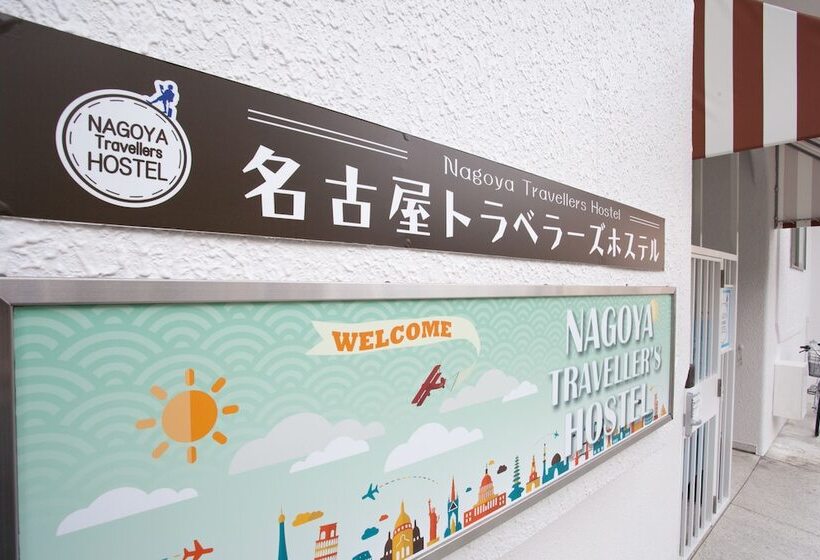 NAGOYA
Travellers
HOSTEL
Nagoya Travellers Hostel
名古屋トラベラーズホステル
WELCOME
NAGOYA
TRAVELLER'S
HOSTEL